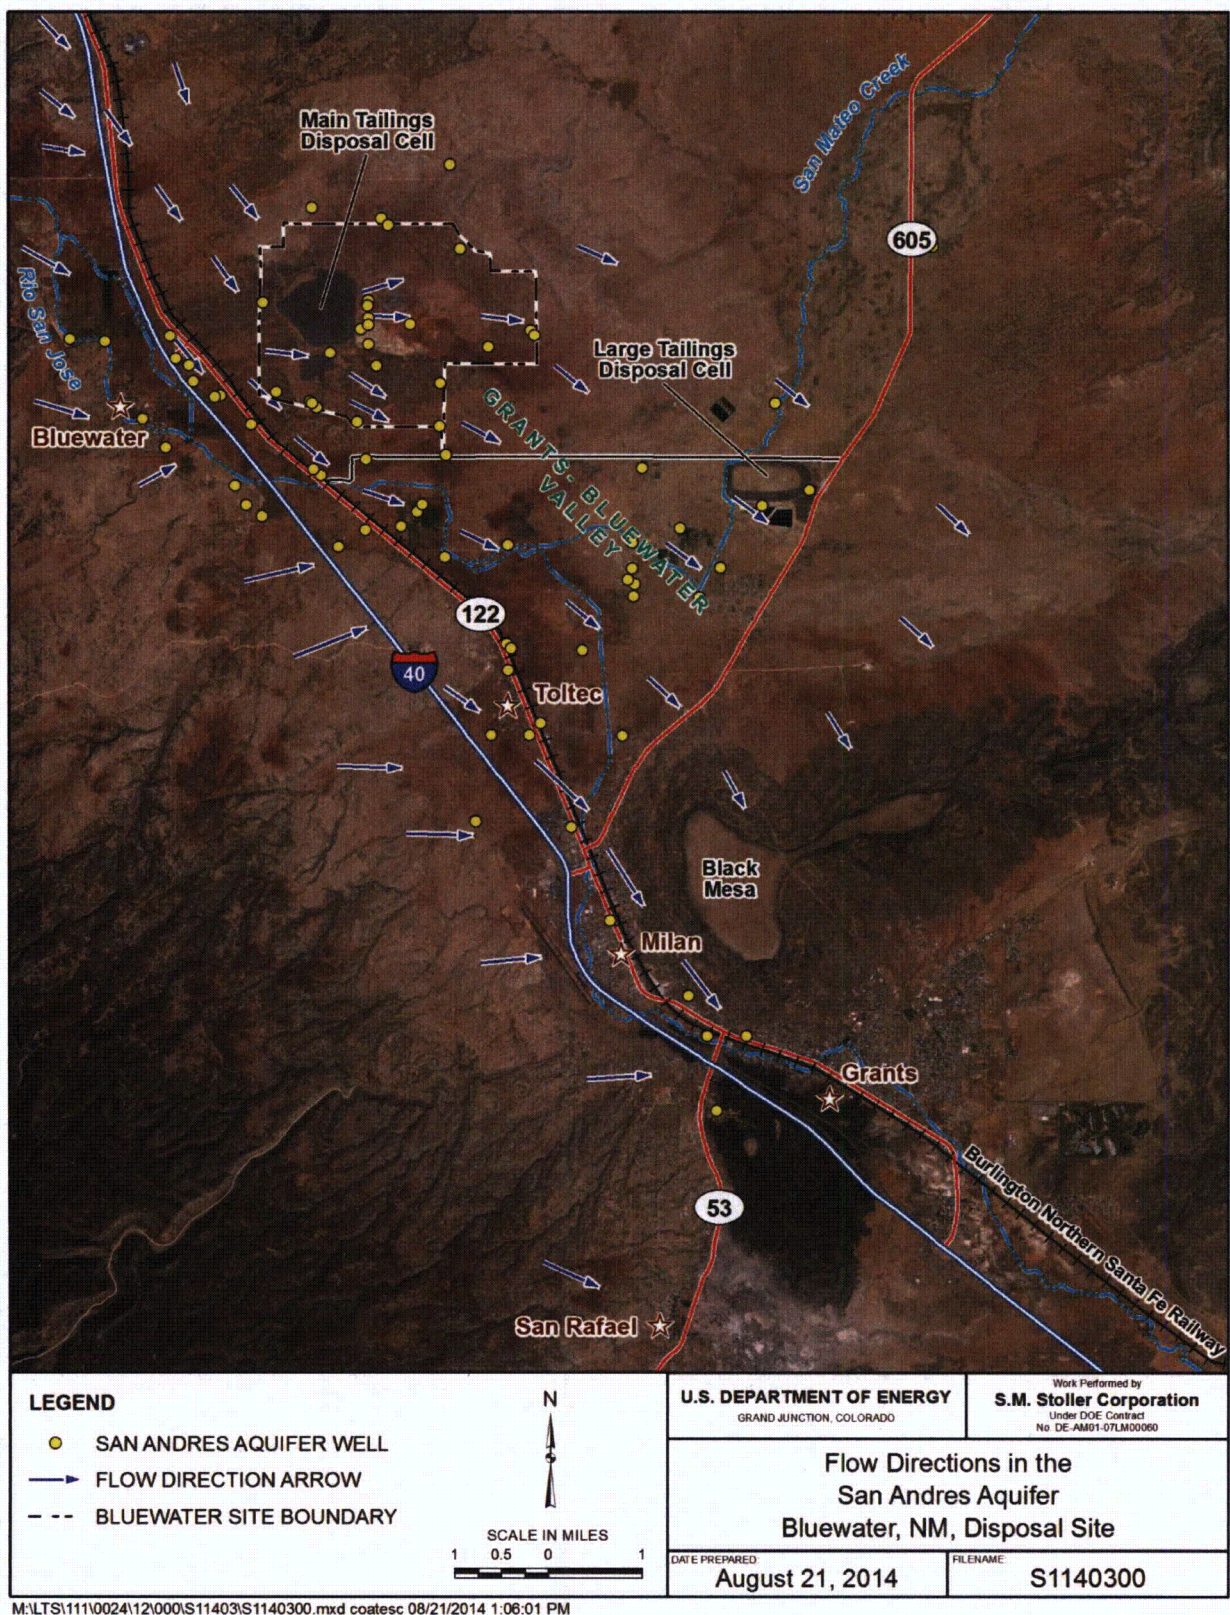 Main Tailings
Disposal Cell
San Mateo Creek
605
Rio San Jose
Large Tailings
Disposal Cell
Bluewater
GRANTS - BLUEWATER
VALLEY
122
40
Toltec
Black
Mesa
Milan
Grants
Burlington Northern Santa Fe Railway
53
San Rafael
LEGEND
SAN ANDRES AQUIFER WELL
FLOW DIRECTION ARROW
BLUEWATER SITE BOUNDARY
N
SCALE IN MILES
1 0.5 0 1
U.S. DEPARTMENT OF ENERGY
GRAND JUNCTION, COLORADO
Work Performed by
S.M. Stoller Corporation
Under DOE Contract
No. DE-AM01-07LM00060
Flow Directions in the
San Andres Aquifer
Bluewater, NM, Disposal Site
DATE PREPARED:
August 21, 2014
FILENAME:
S1140300
M:\LTS\111\0024\12\000\S11403\S1140300.mxd coatesc 08/21/2014 1:06:01 PM